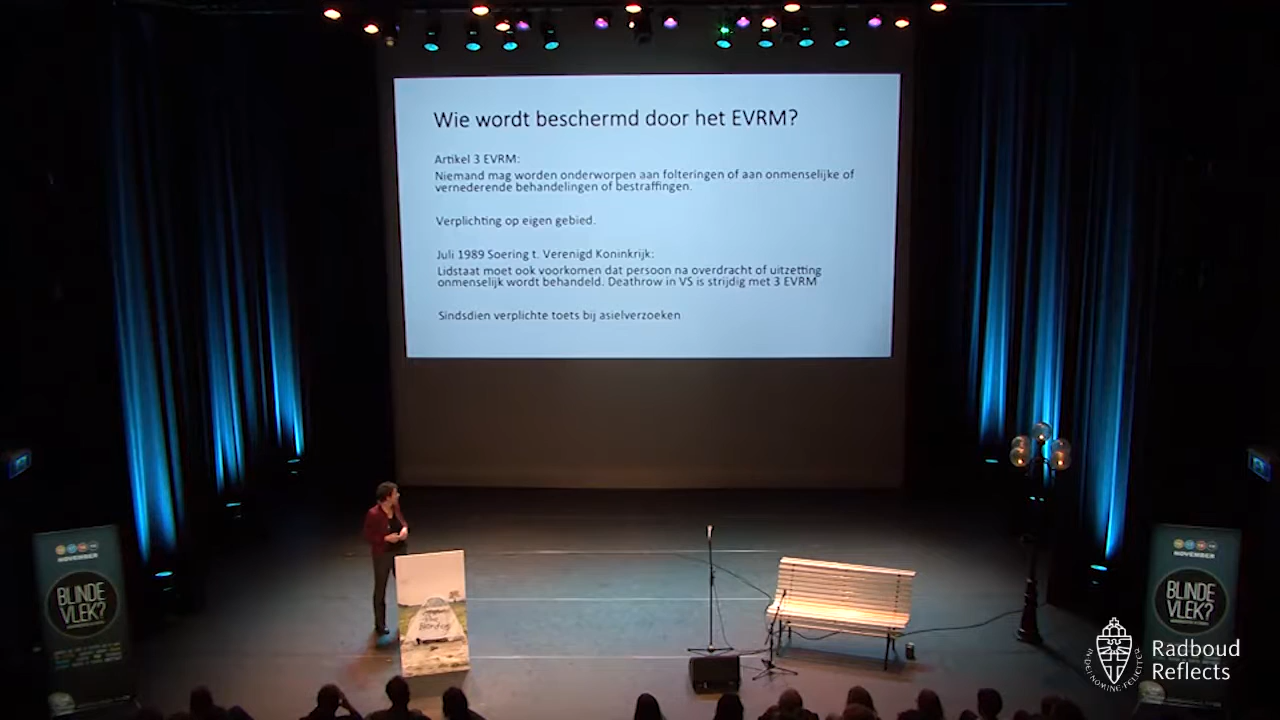 Wie wordt beschermd door het EVRM?
Artikel 3 EVRM:
Niemand mag worden onderworpen aan folteringen of aan onmenselijke of
vernederende behandelingen of bestraffingen.
Verplichting op eigen gebied.
Juli 1989 Soering t. Verenigd Koninkrijk:
Lidstaat moet ook voorkomen dat persoon na overdracht of uitzetting
onmenselijk wordt behandeld. Deathrow in VS is strijdig met 3 EVRM
Sindsdien verplichte toets bij asielverzoeken
NOVEMBER
BLINDE
VLEK?
NOVEMBER
BLINDE
VLEK?
Radboud
Reflects